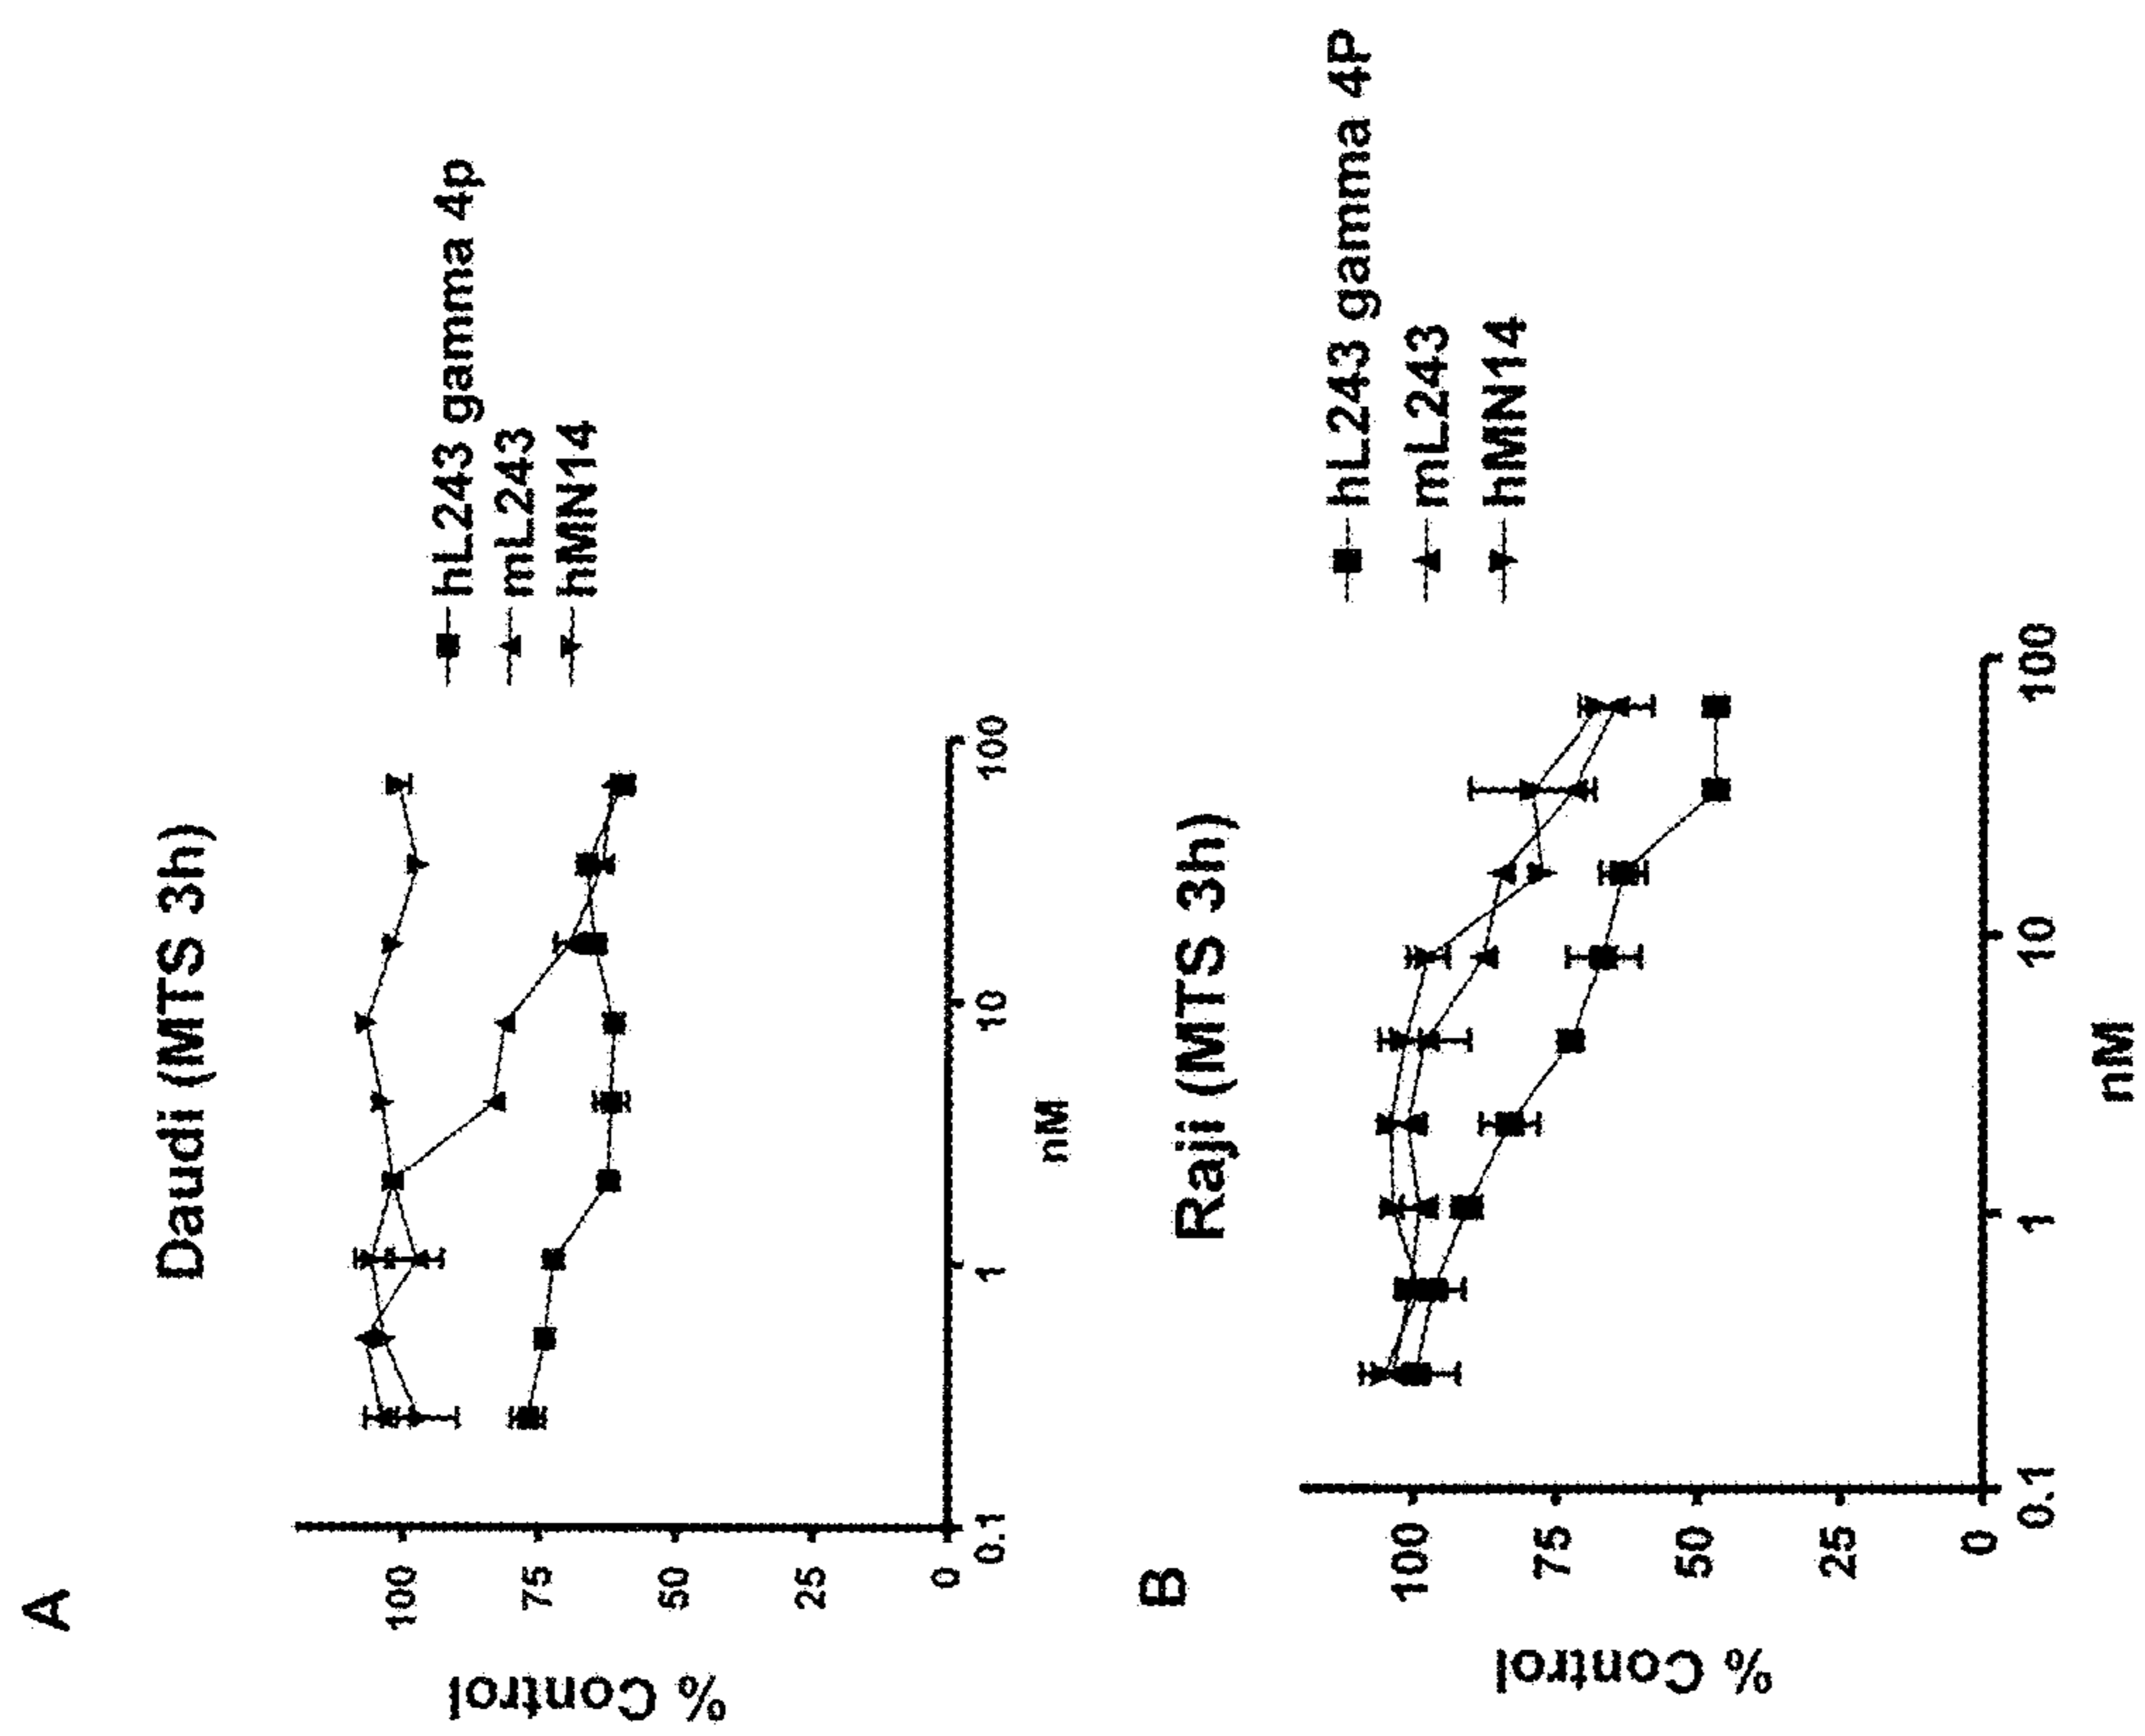 A
Daudi (MTS 3h)
% Control
100
75
50
25
0
0.1
1
10
100
nM
hL243 gamma 4p
mL243
hMN14
B
Raji (MTS 3h)
% Control
100
75
50
25
0
0.1
1
10
100
nM
hL243 gamma 4P
mL243
hMN14